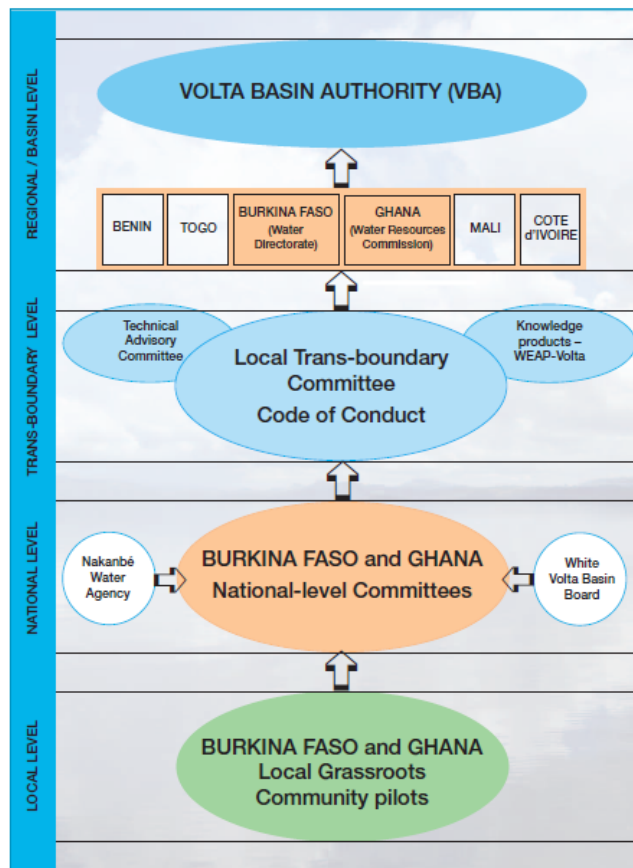 REGIONAL / BASIN LEVEL
VOLTA BASIN AUTHORITY (VBA)
BENIN
TOGO
BURKINA FASO
(Water
Directorate)
GHANA
(Water Resources
Commission)
MALI
COTE
d'IVOIRE
TRANS-BOUNDARY LEVEL
Technical
Advisory
Committee
Local Trans-boundary
Committee
Code of Conduct
Knowledge
products –
WEAP-Volta
NATIONAL LEVEL
Nakanbé
Water
Agency
BURKINA FASO and GHANA
National-level Committees
White
Volta Basin
Board
LOCAL LEVEL
BURKINA FASO and GHANA
Local Grassroots
Community pilots